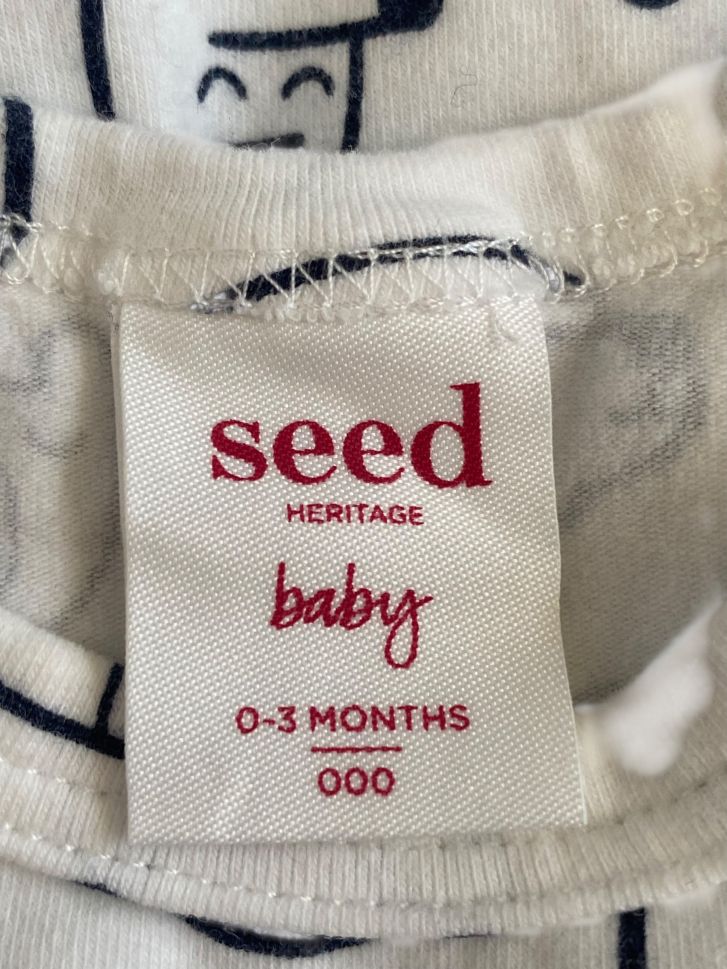 seed
HERITAGE
baby
0-3 MONTHS
000